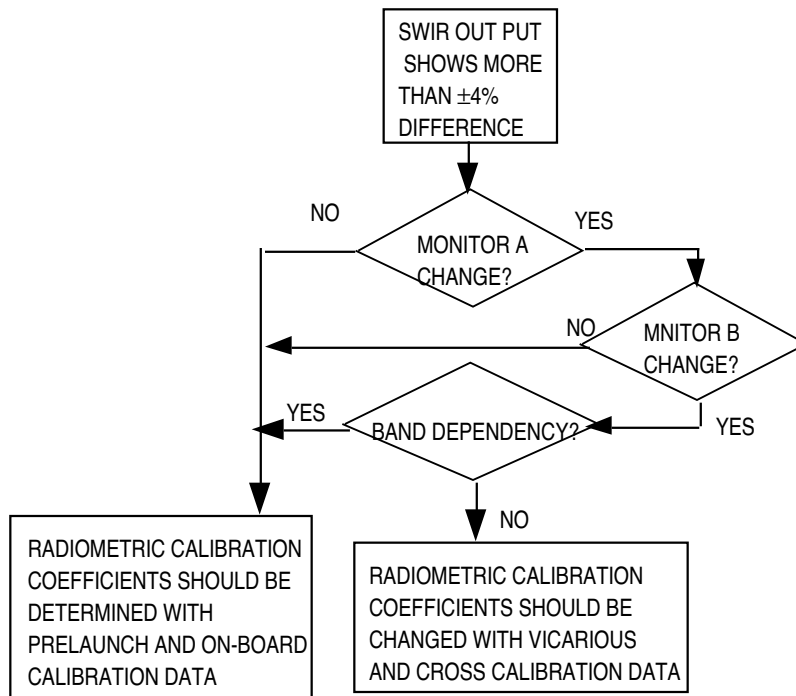 SWIR OUT PUT
SHOWS MORE
THAN ±4%
DIFFERENCE
NO
YES
MONITOR A
CHANGE?
NO
MNITOR B
CHANGE?
YES
BAND DEPENDENCY?
YES
NO
RADIOMETRIC CALIBRATION
COEFFICIENTS SHOULD BE
DETERMINED WITH
PRELAUNCH AND ON-BOARD
CALIBRATION DATA
RADIOMETRIC CALIBRATION
COEFFICIENTS SHOULD BE
CHANGED WITH VICARIOUS
AND CROSS CALIBRATION DATA